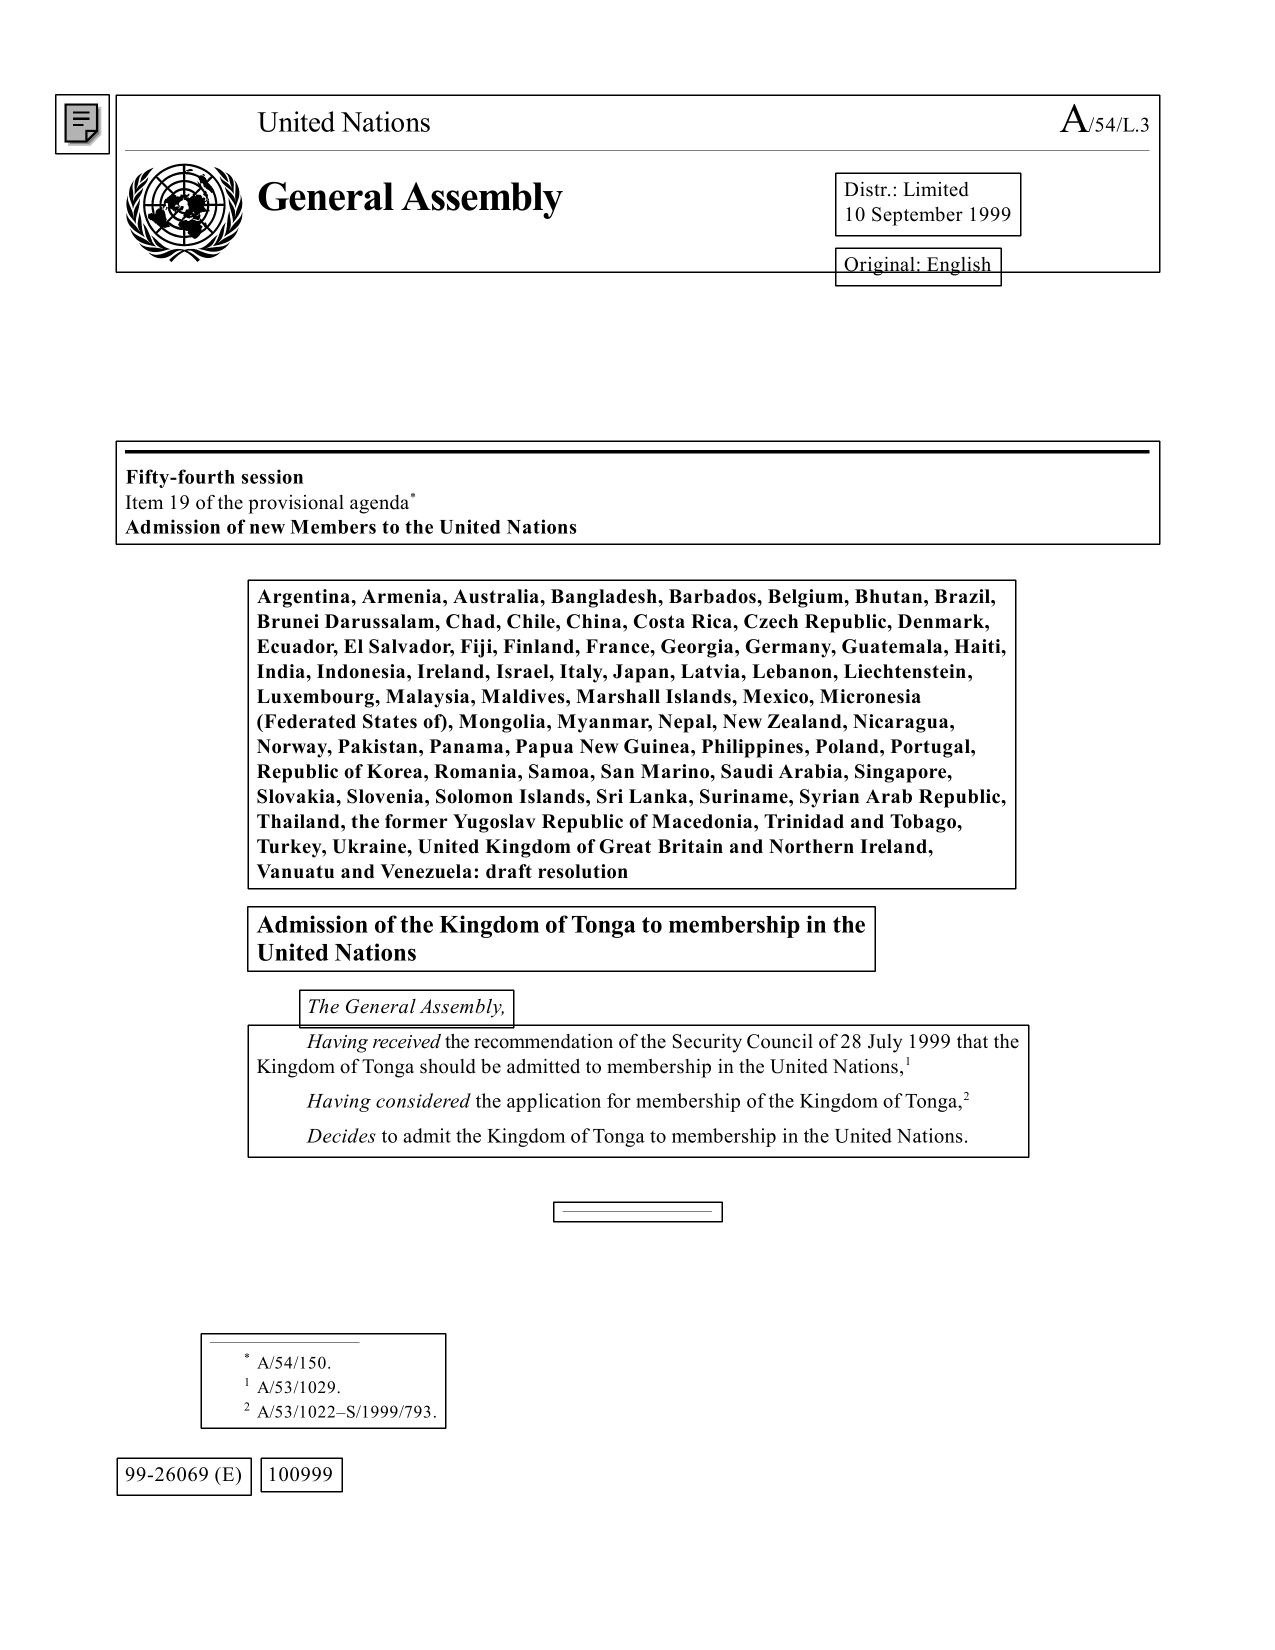 United Nations
A/54/L.3
General Assembly
Distr.: Limited
10 September 1999
Original: English
Fifty-fourth session
Item 19 of the provisional agenda*
Admission of new Members to the United Nations
Argentina, Armenia, Australia, Bangladesh, Barbados, Belgium, Bhutan, Brazil,
Brunei Darussalam, Chad, Chile, China, Costa Rica, Czech Republic, Denmark,
Ecuador, El Salvador, Fiji, Finland, France, Georgia, Germany, Guatemala, Haiti,
India, Indonesia, Ireland, Israel, Italy, Japan, Latvia, Lebanon, Liechtenstein,
Luxembourg, Malaysia, Maldives, Marshall Islands, Mexico, Micronesia
(Federated States of), Mongolia, Myanmar, Nepal, New Zealand, Nicaragua,
Norway, Pakistan, Panama, Papua New Guinea, Philippines, Poland, Portugal,
Republic of Korea, Romania, Samoa, San Marino, Saudi Arabia, Singapore,
Slovakia, Slovenia, Solomon Islands, Sri Lanka, Suriname, Syrian Arab Republic,
Thailand, the former Yugoslav Republic of Macedonia, Trinidad and Tobago,
Turkey, Ukraine, United Kingdom of Great Britain and Northern Ireland,
Vanuatu and Venezuela: draft resolution
Admission of the Kingdom of Tonga to membership in the
United Nations
The General Assembly,
Having received the recommendation of the Security Council of 28 July 1999 that the
Kingdom of Tonga should be admitted to membership in the United Nations,1
Having considered the application for membership of the Kingdom of Tonga,2
Decides to admit the Kingdom of Tonga to membership in the United Nations.
* A/54/150.
1 A/53/1029.
2 A/53/1022–S/1999/793.
99-26069 (E) 100999